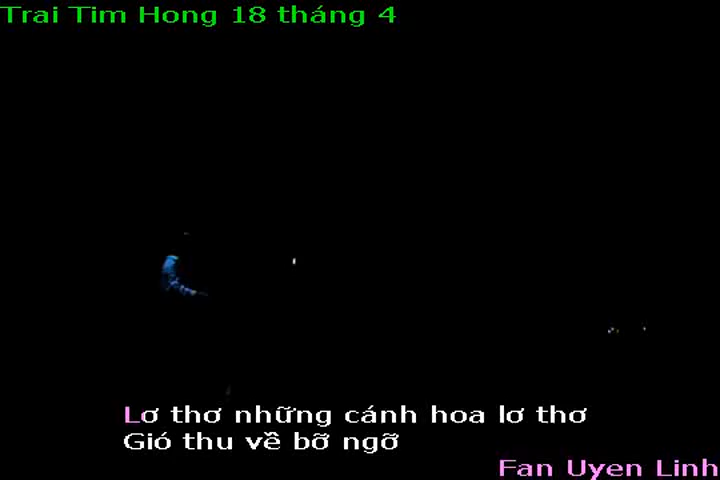 Trai Tim Hong 18 tháng 4
Lơ thơ những cánh hoa lơ thơ
Gió thu về bỡ ngỡ
Fan Uyen Linh